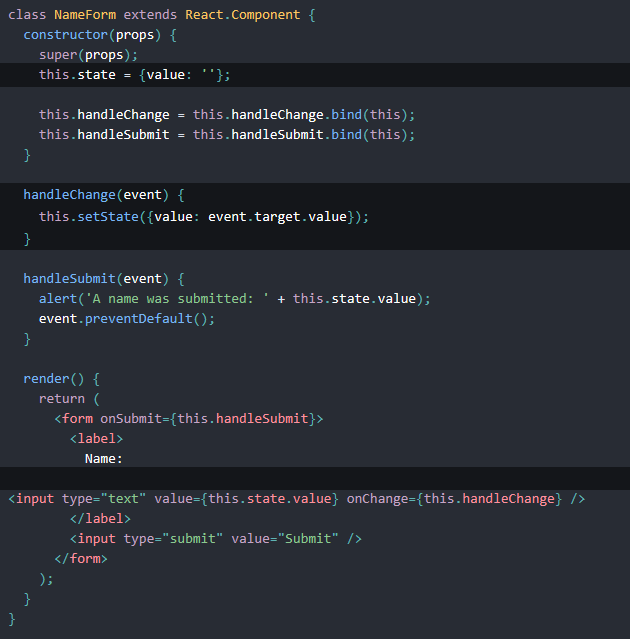 class NameForm extends React.Component {
  constructor(props) {
    super(props);
    this.state = {value: ''};

    this.handleChange = this.handleChange.bind(this);
    this.handleSubmit = this.handleSubmit.bind(this);
  }

  handleChange(event) {
    this.setState({value: event.target.value});
  }

  handleSubmit(event) {
    alert('A name was submitted: ' + this.state.value);
    event.preventDefault();
  }

  render() {
    return (
      <form onSubmit={this.handleSubmit}>
        <label>
          Name:

<input type="text" value={this.state.value} onChange={this.handleChange} />
        </label>
        <input type="submit" value="Submit" />
      </form>
    );
  }
}